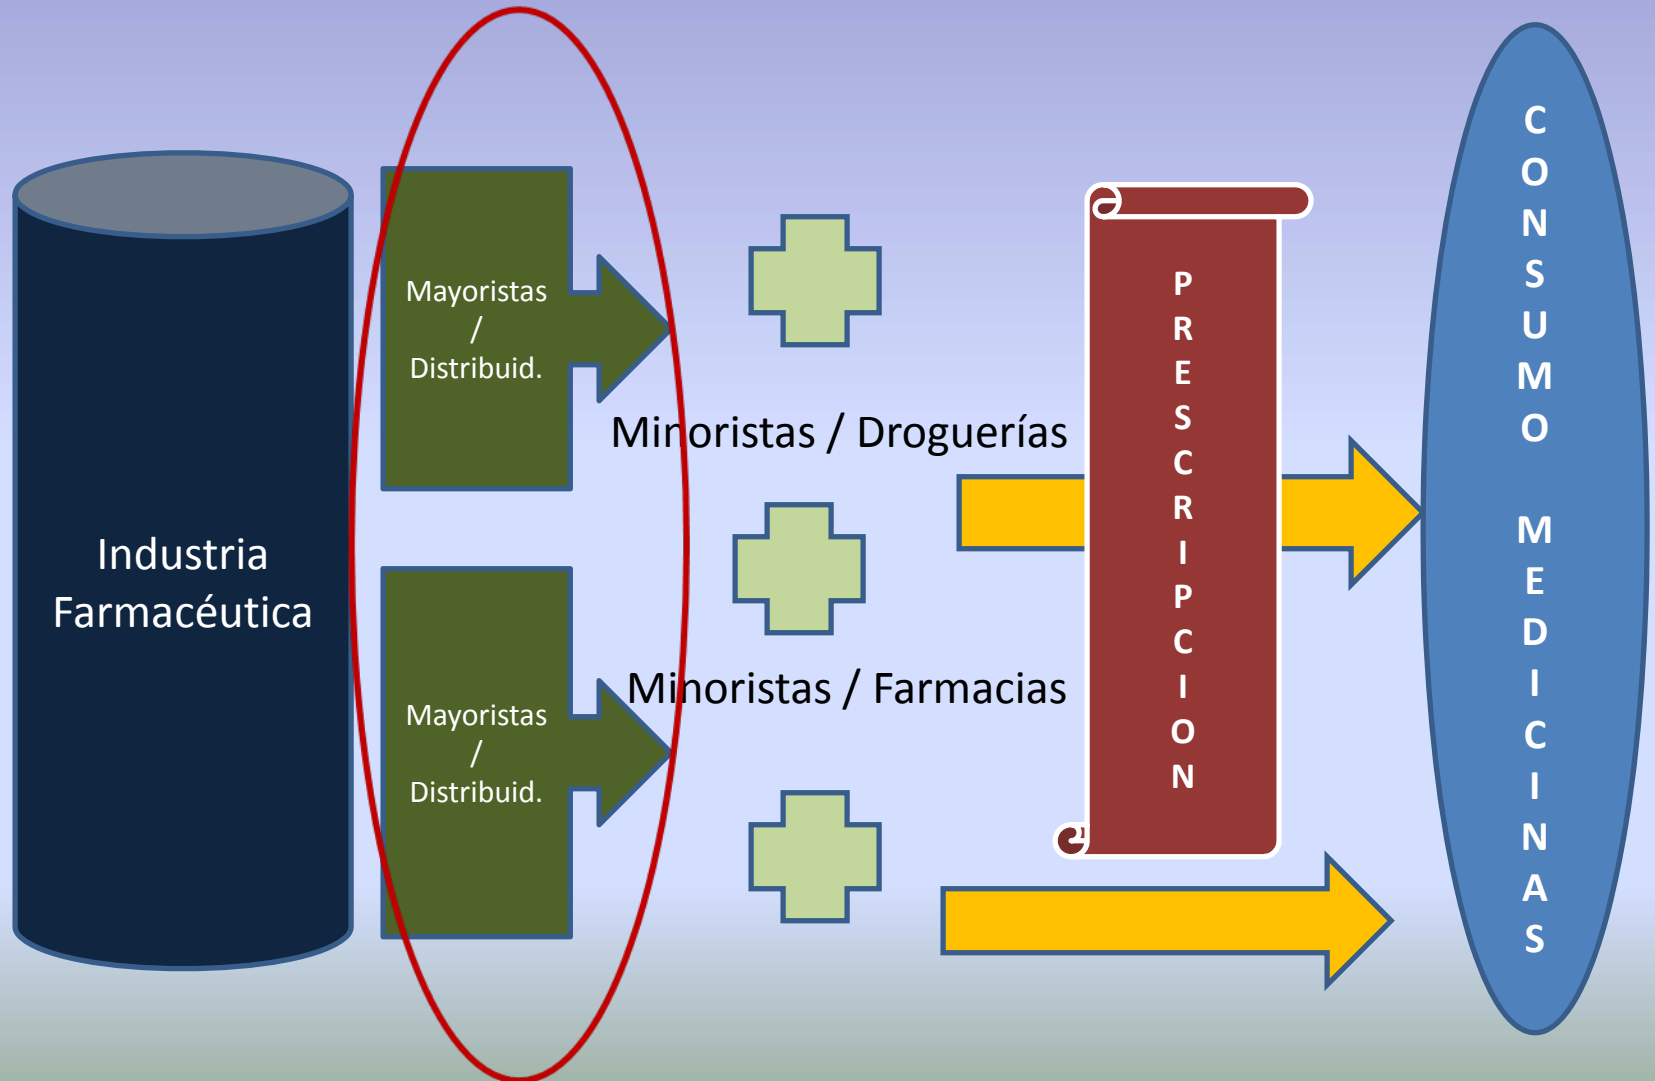 Industria
Farmacéutica
Mayoristas
/
Distribuid.
Mayoristas
/
Distribuid.
Minoristas / Droguerías
Minoristas / Farmacias
PRESCRIPCION
CONSUMO MEDICINAS